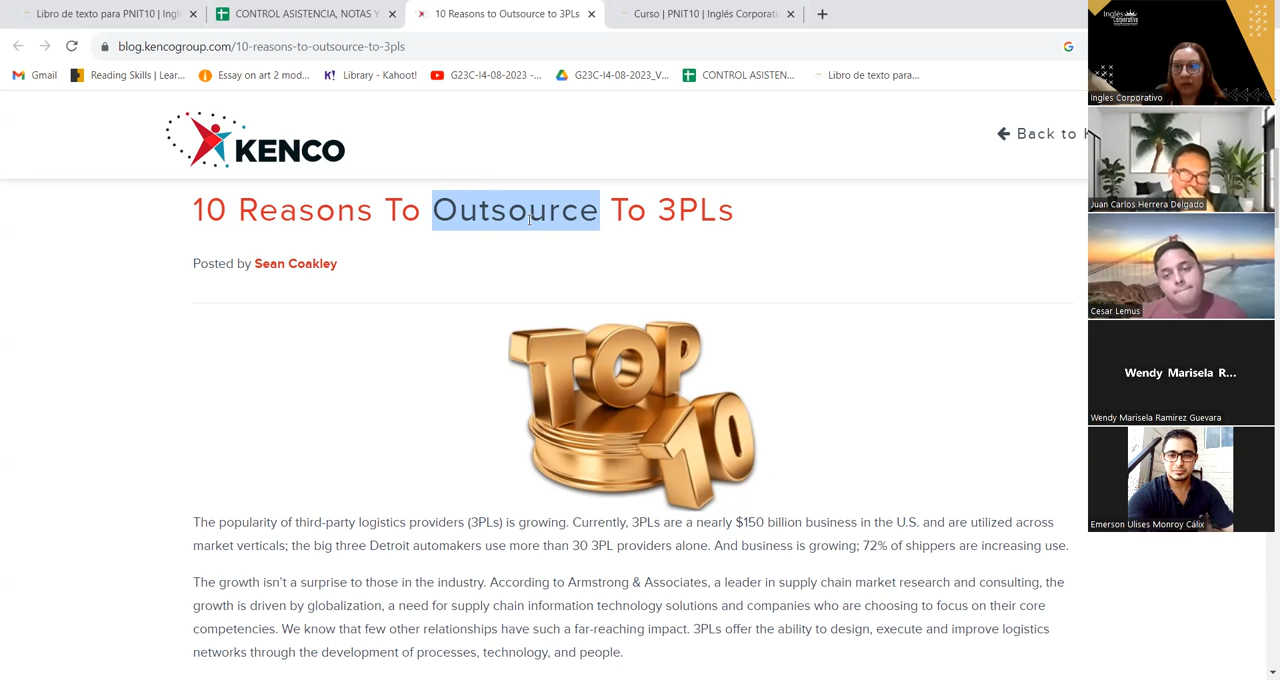 Libro de texto para PNIT10 | Ingl
CONTROL ASISTENCIA, NOTAS Y
10 Reasons to Outsource to 3PLs
Curso | PNIT10 | Inglés Corporati
blog.kencogroup.com/10-reasons-to-outsource-to-3pls
Gmail
Reading Skills | Lear...
Essay on art 2 mod...
Library - Kahoot!
G23C-I4-08-2023 -...
G23C-I4-08-2023_V...
CONTROL ASISTEN...
Libro de texto para...
KENCO
Back to K
10 Reasons To Outsource To 3PLs
Posted by Sean Coakley
TOP
10
The popularity of third-party logistics providers (3PLs) is growing. Currently, 3PLs are a nearly $150 billion business in the U.S. and are utilized across
market verticals; the big three Detroit automakers use more than 30 3PL providers alone. And business is growing; 72% of shippers are increasing use.
The growth isn't a surprise to those in the industry. According to Armstrong & Associates, a leader in supply chain market research and consulting, the
growth is driven by globalization, a need for supply chain information technology solutions and companies who are choosing to focus on their core
competencies. We know that few other relationships have such a far-reaching impact. 3PLs offer the ability to design, execute and improve logistics
networks through the development of processes, technology, and people.
Inglés
Corporativo
Ingles Corporativo
Juan Carlos Herrera Delgado
Cesar Lemus
Wendy Marisela R...
Wendy Marisela Ramirez Guevara
Emerson Ulises Monroy Cálix